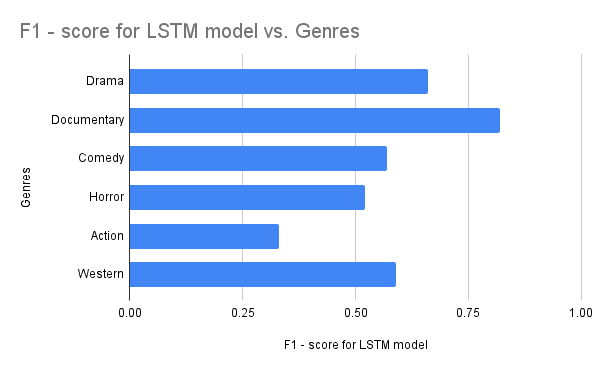 F1 - score for LSTM model vs. Genres
Genres
Drama
Documentary
Comedy
Horror
Action
Western
0.00 0.25 0.50 0.75 1.00
F1 - score for LSTM model